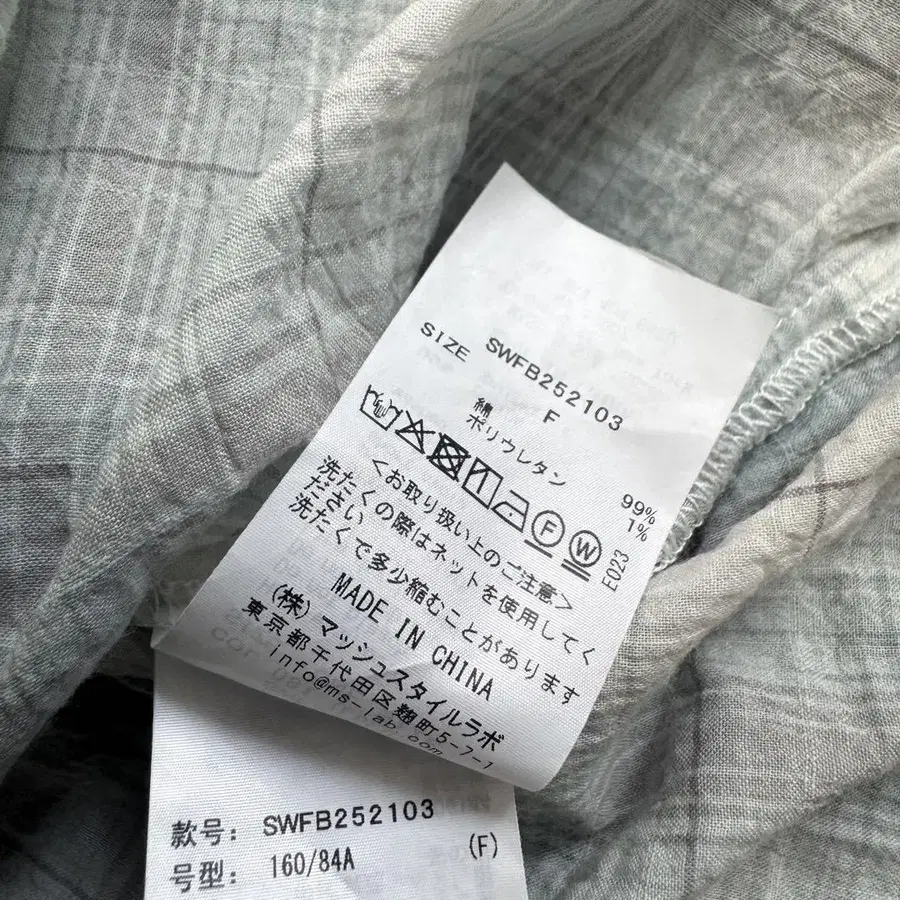 SWFB252103
SIZE F
綿 99%
ポリウレタン 1%
F W
E023
<お取り扱い上のご注意>
洗たくの際はネットを使用してく
ださい
洗たくで多少縮むことがあります
MADE IN CHINA
(株)マッシュスタイルラボ
東京都千代田区麹町5-7-1
info@ms-lab.com
款号: SWFB252103
号型: 160/84A (F)